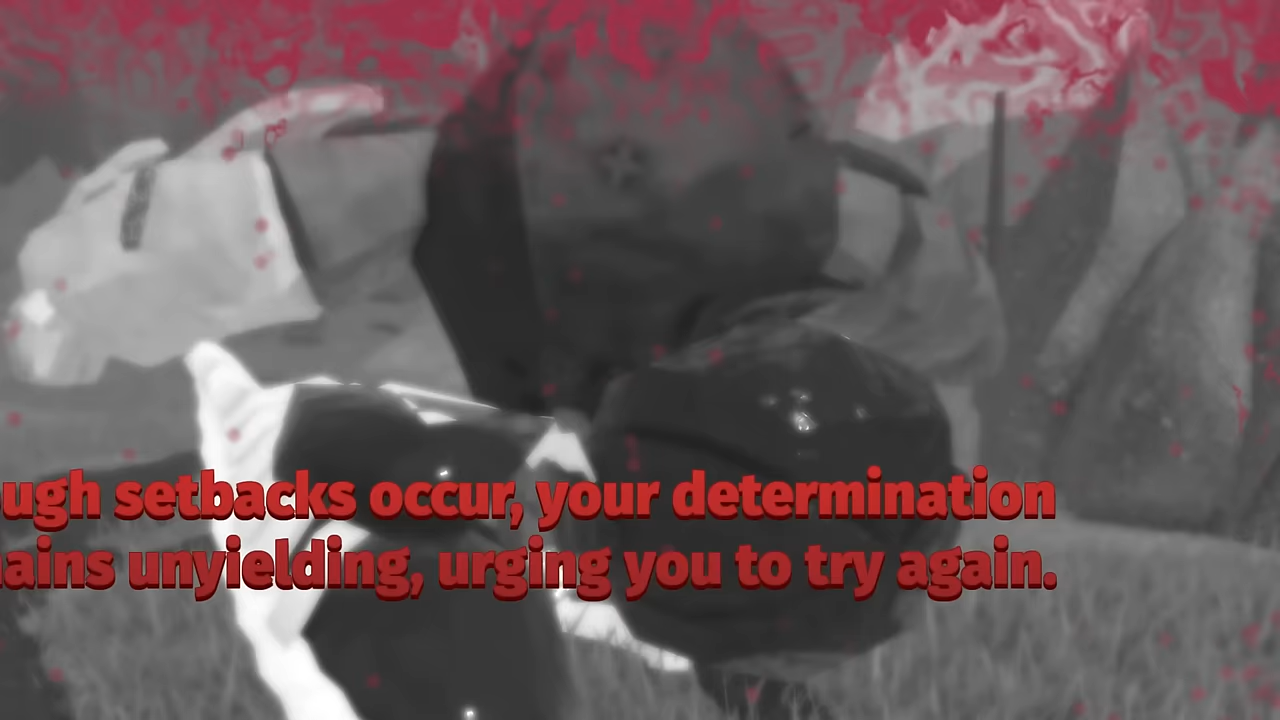 ugh setbacks occur, your determination
ains unyielding, urging you to try again.